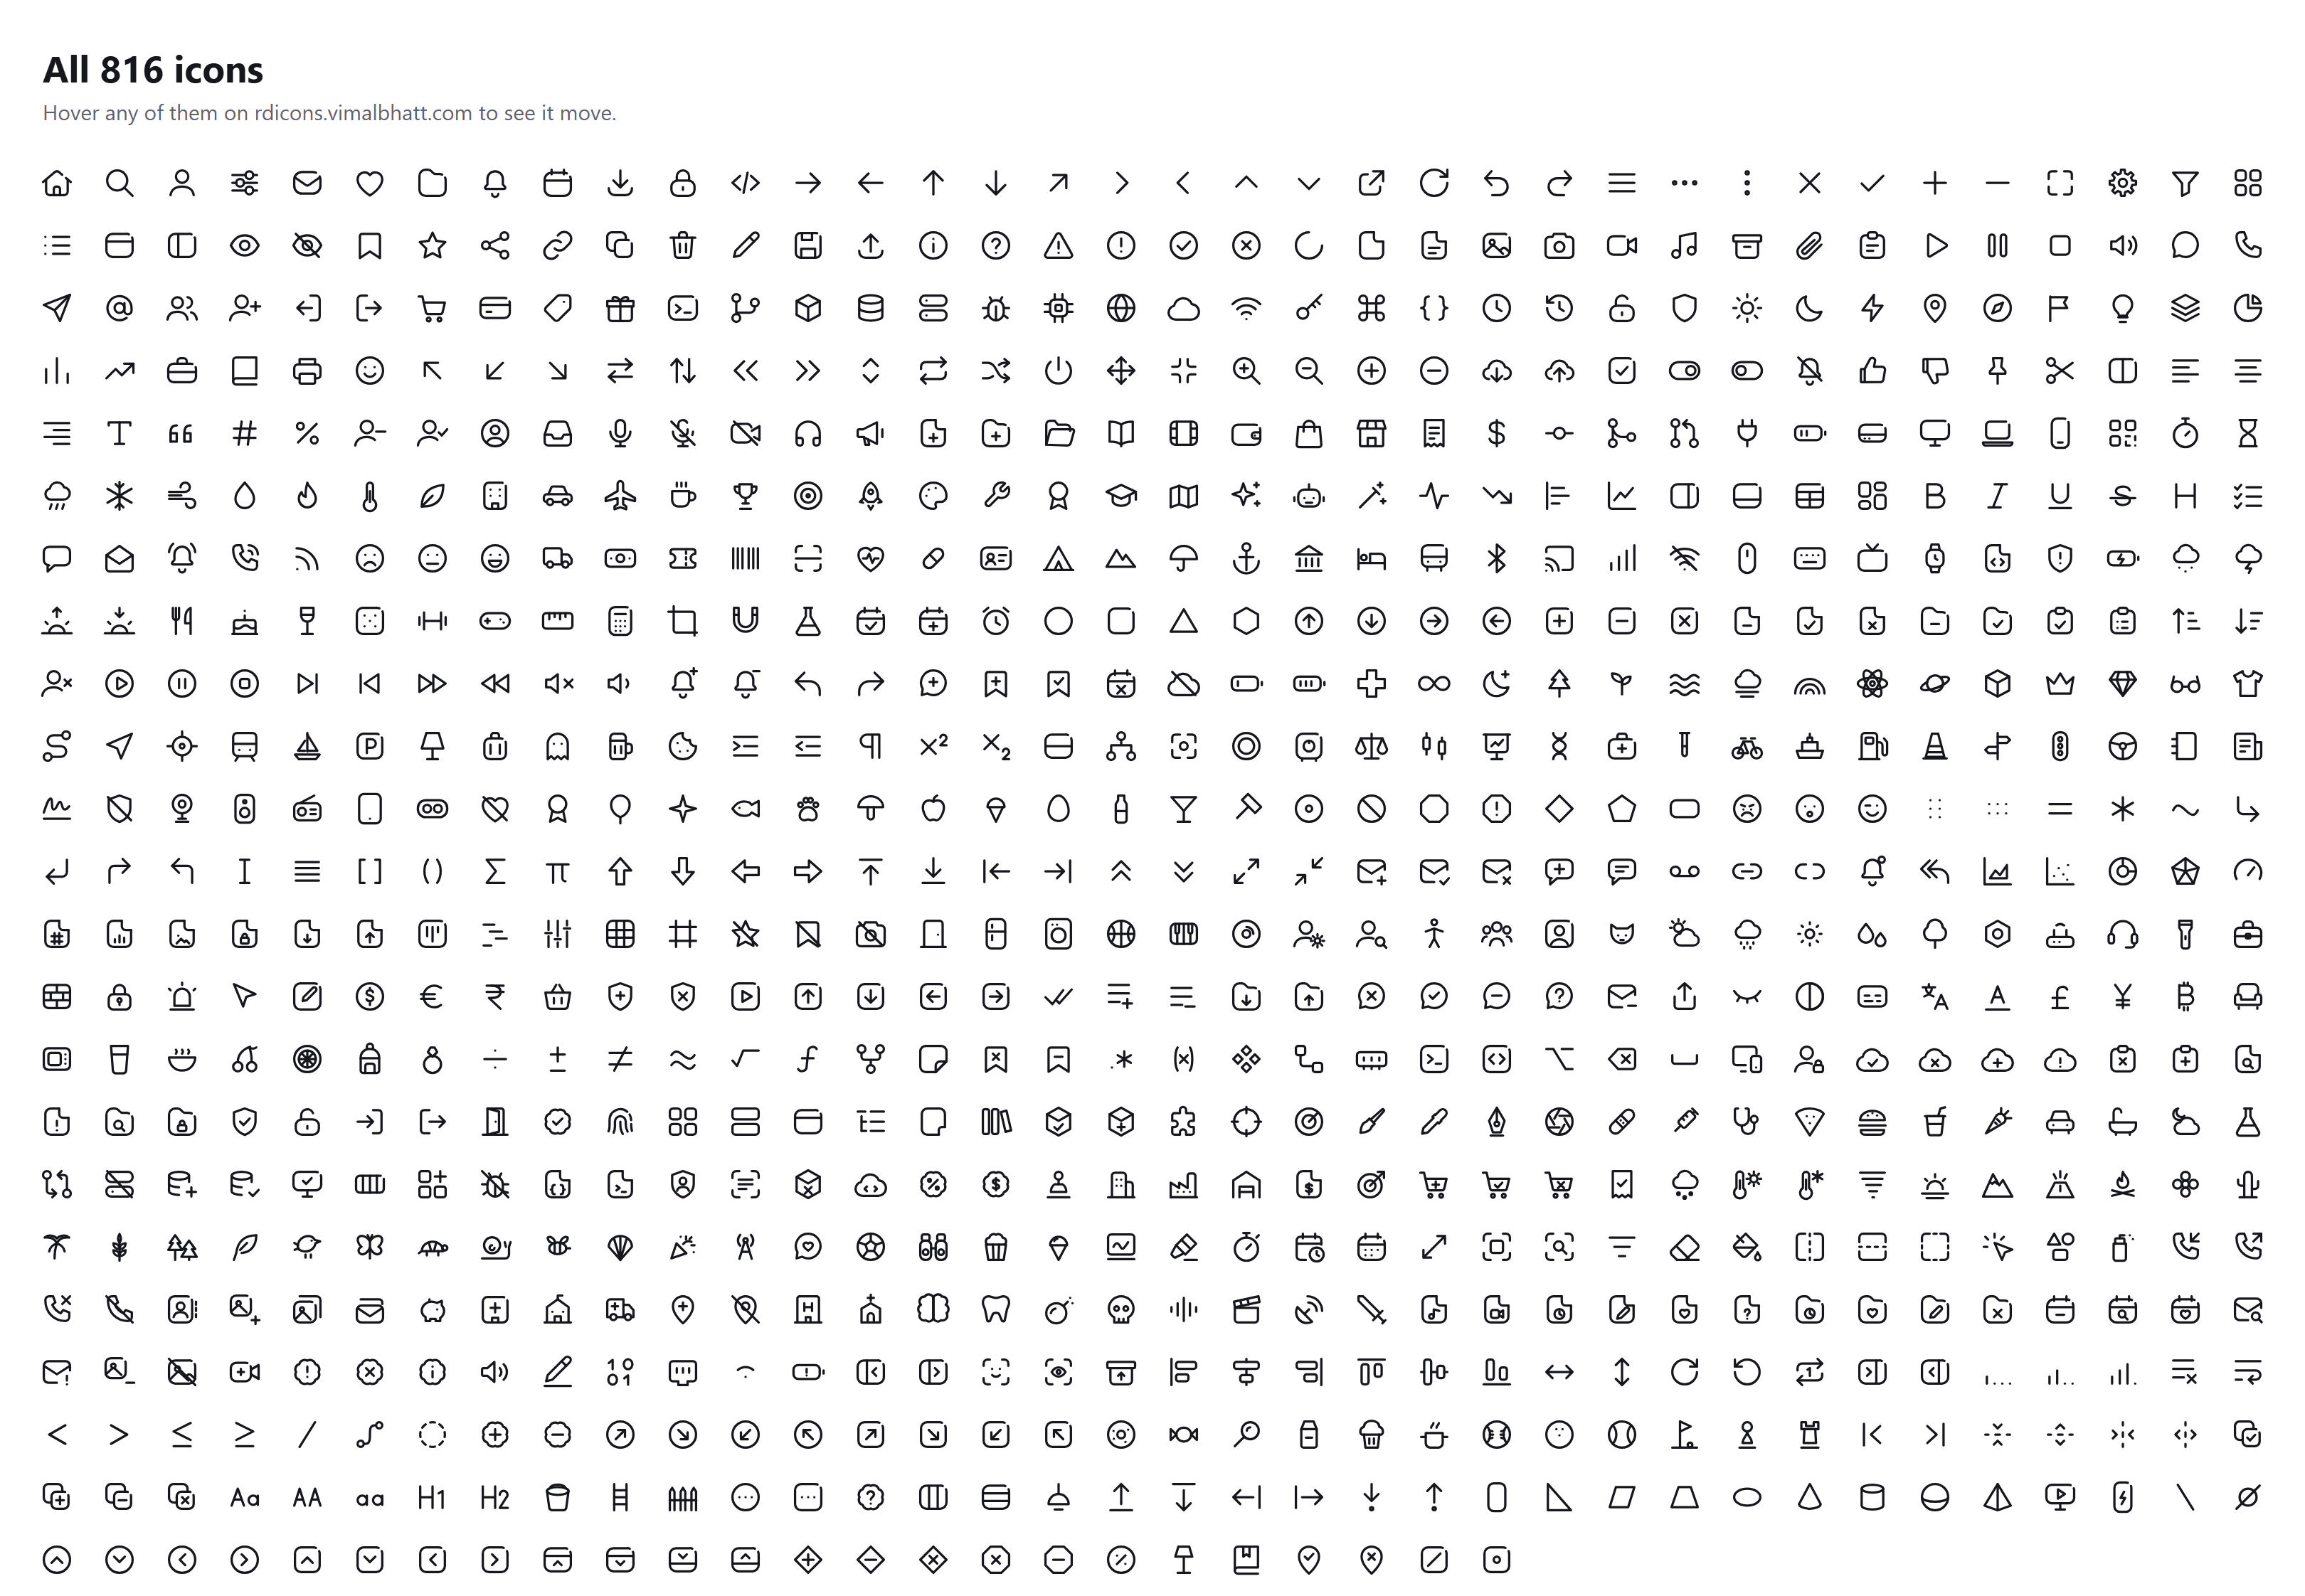 All 816 icons
Hover any of them on rdicons.vimalbhatt.com to see it move.